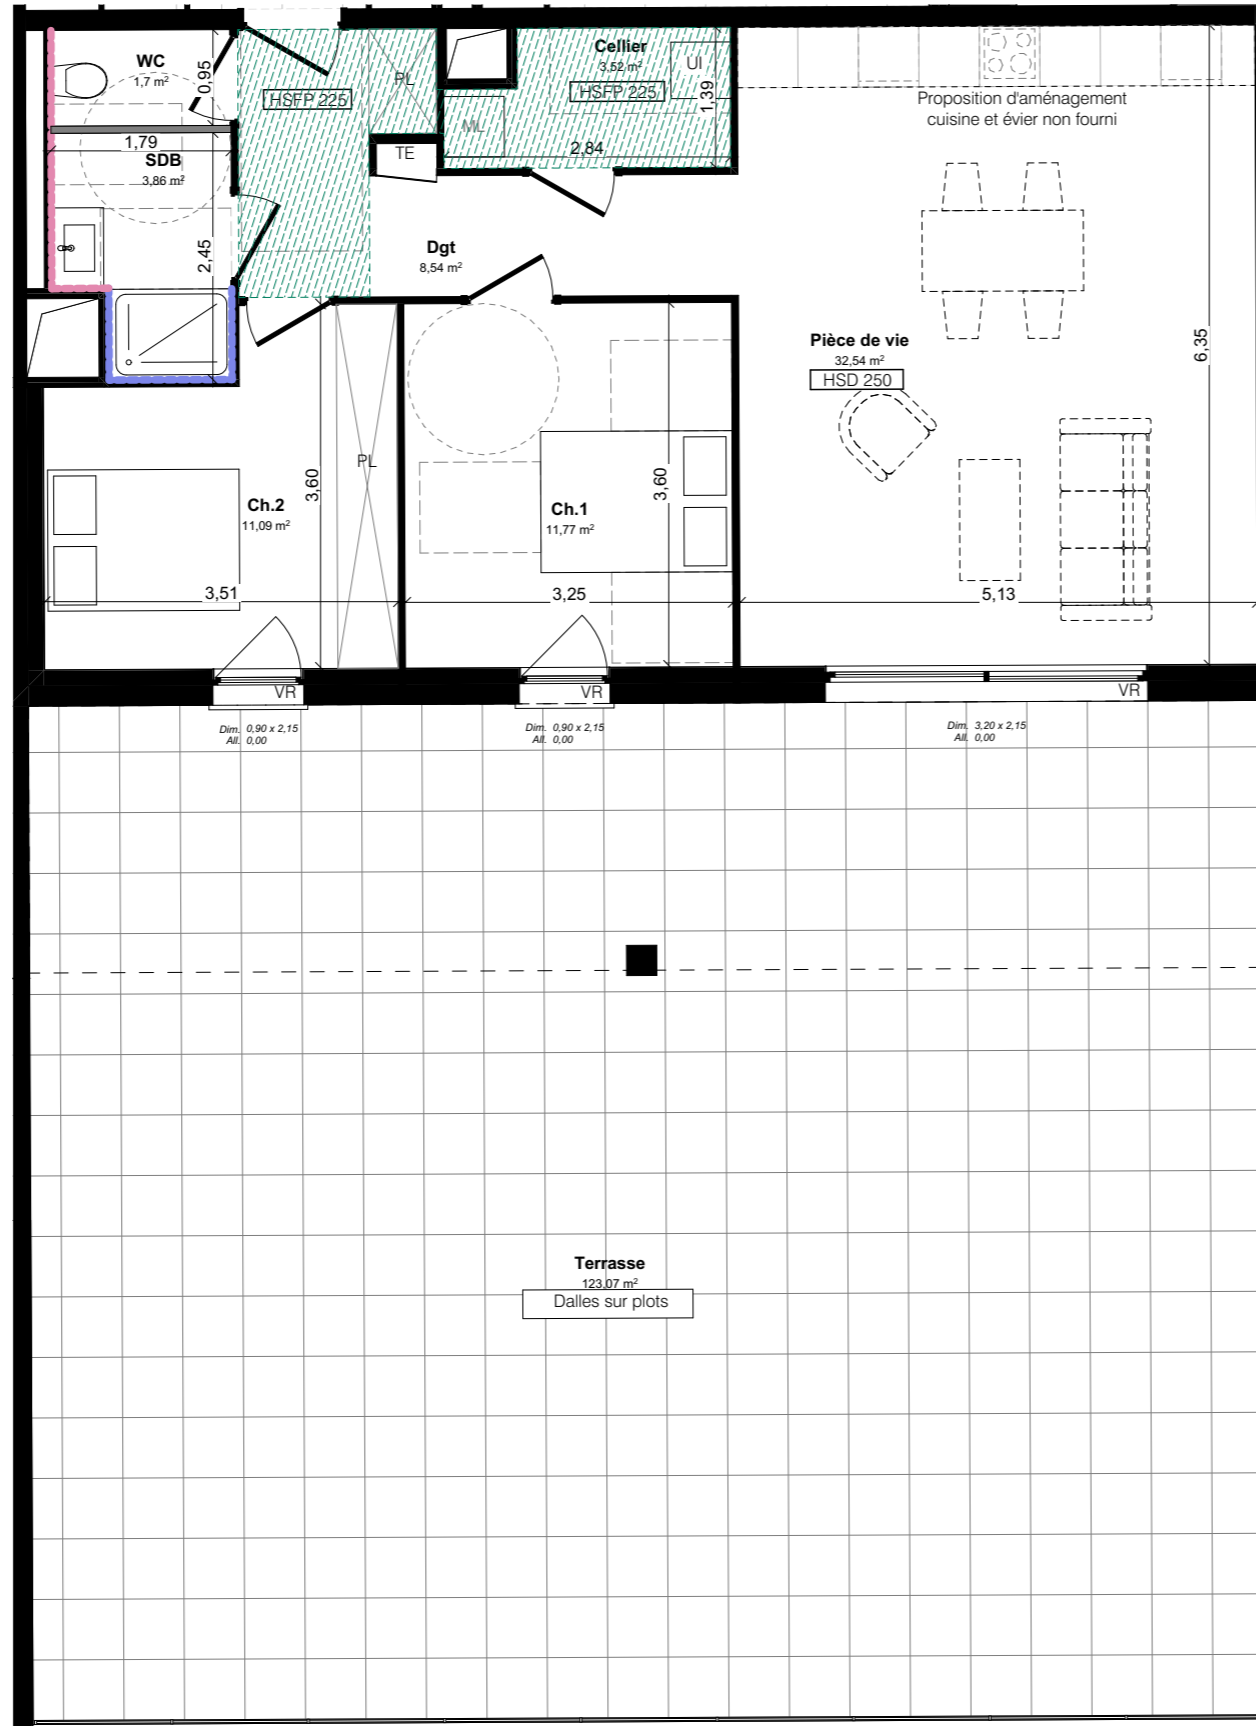 WC
1,7 m²
0,95
HSFP 225
PL
Cellier
3,52 m²
HSFP 225
UI
1,39
ML
2,84
TE
Proposition d'aménagement
cuisine et évier non fourni
1,79
SDB
3,86 m²
2,45
Dgt
8,54 m²
Pièce de vie
32,54 m²
HSD 250
6,35
PL
3,60
Ch.2
11,09 m²
3,51
3,60
Ch.1
11,77 m²
3,25
5,13
VR
VR
VR
Dim. 0,90 x 2,15
All. 0,00
Dim. 0,90 x 2,15
All. 0,00
Dim. 3,20 x 2,15
All. 0,00
Terrasse
123,07 m²
Dalles sur plots